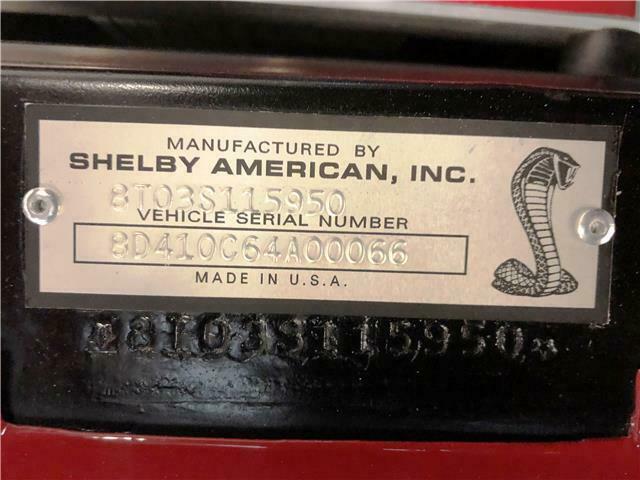 MANUFACTURED BY
SHELBY AMERICAN, INC.
8T03S115950
VEHICLE SERIAL NUMBER
8D410C64A00066
MADE IN U.S.A.
*8T03S115950*